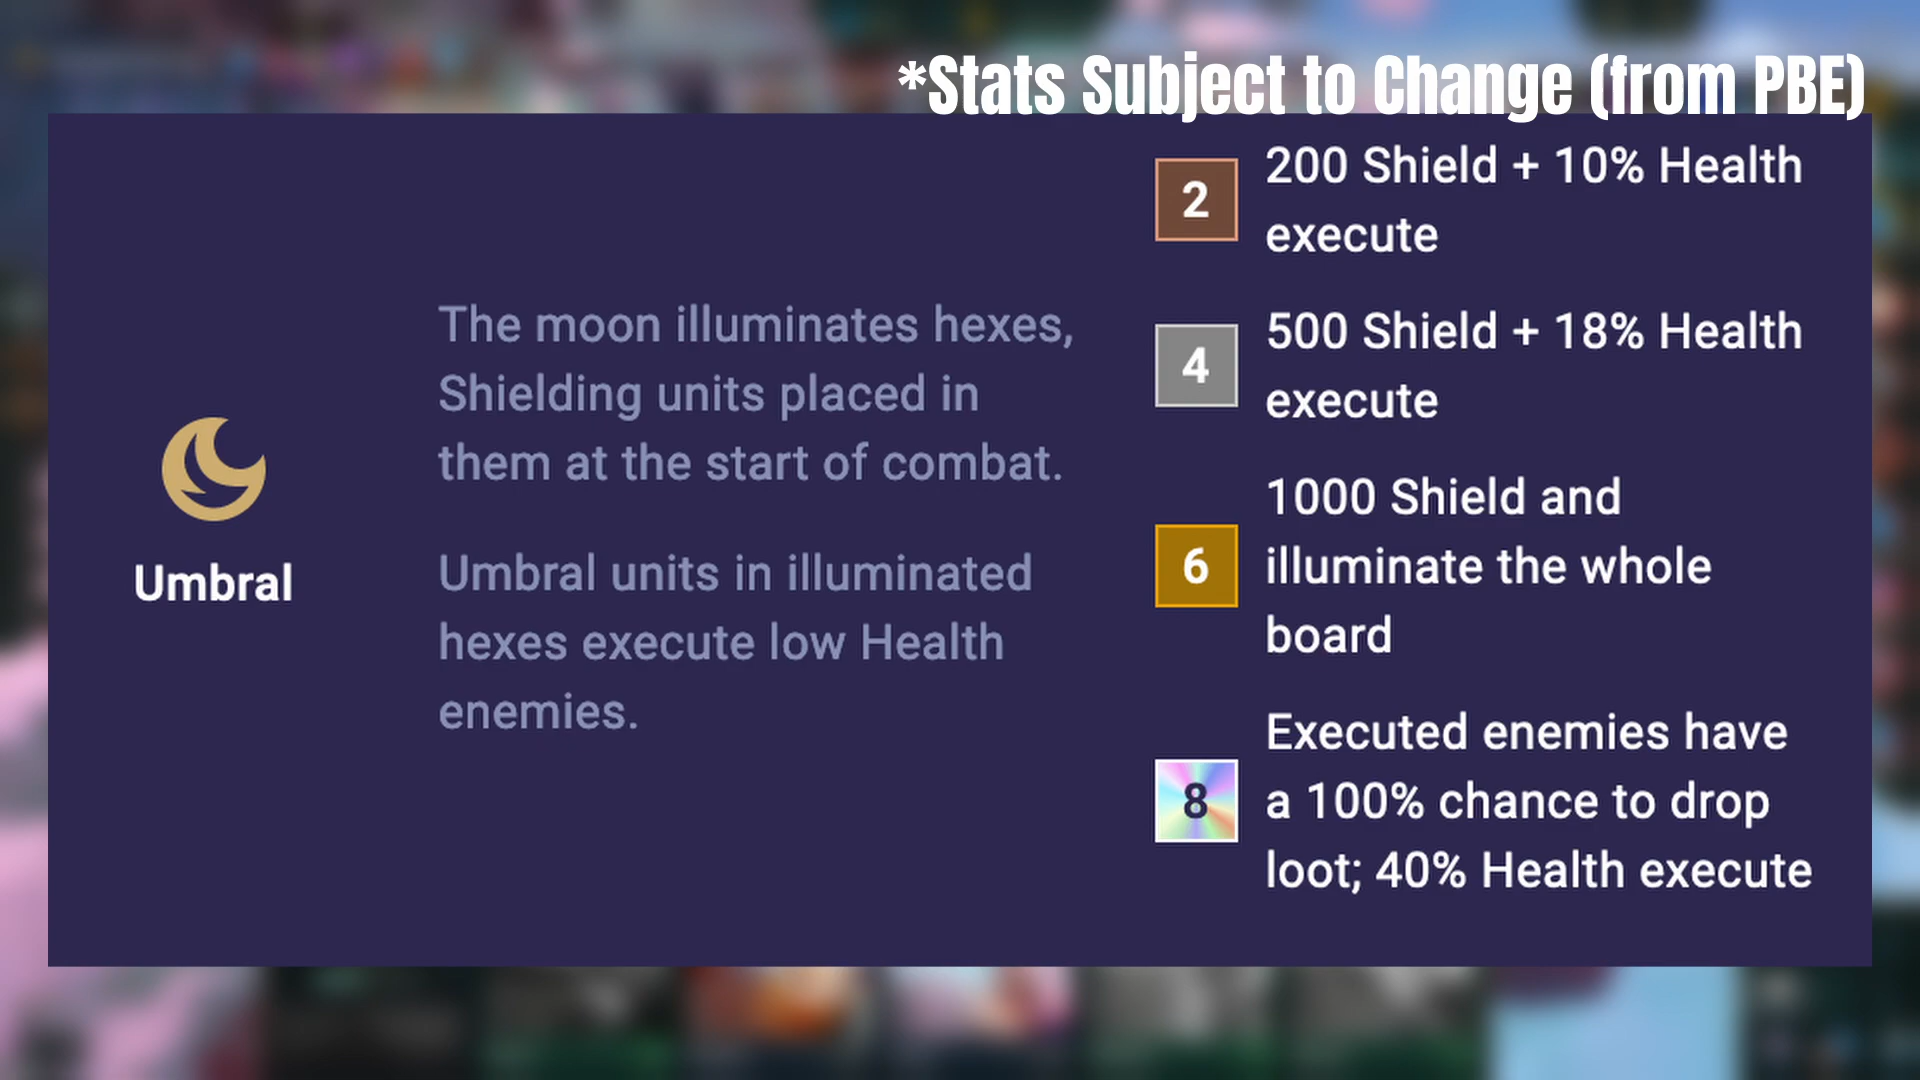 *Stats Subject to Change (from PBE)
Umbral
The moon illuminates hexes,
Shielding units placed in
them at the start of combat.
Umbral units in illuminated
hexes execute low Health
enemies.
2
200 Shield + 10% Health
execute
4
500 Shield + 18% Health
execute
6
1000 Shield and
illuminate the whole
board
8
Executed enemies have
a 100% chance to drop
loot; 40% Health execute